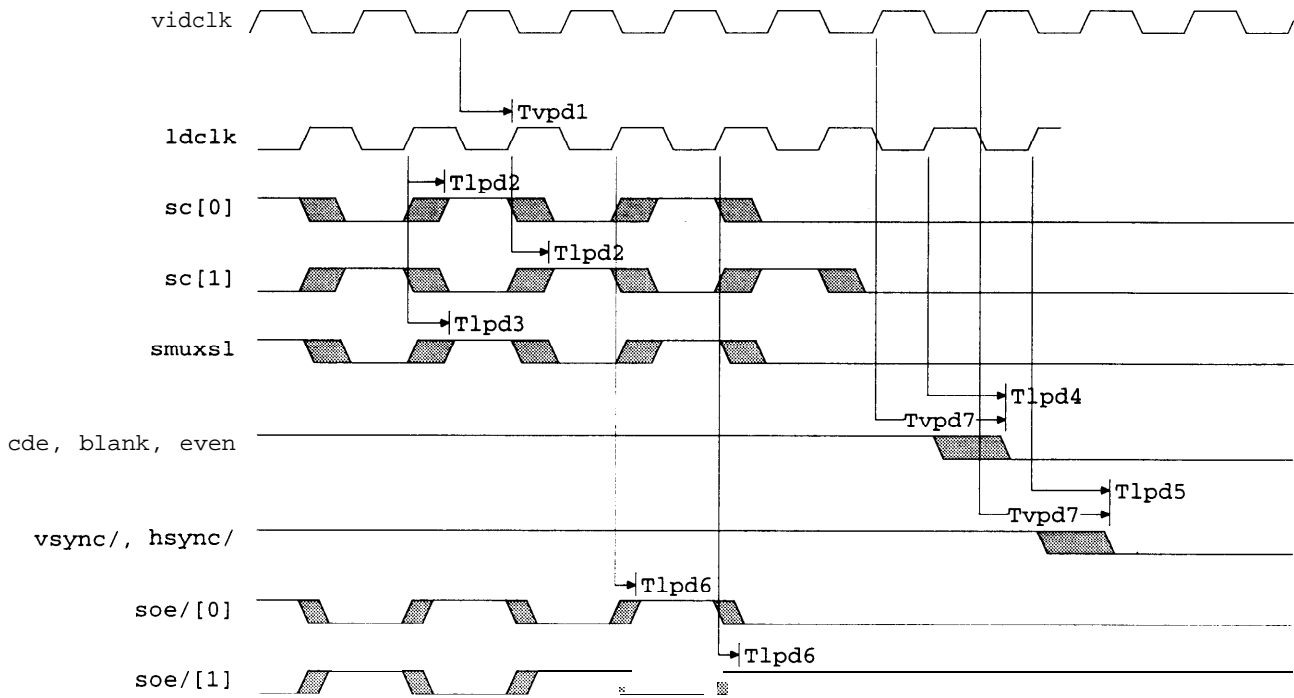 vidclk
Tvpd1
ldclk
Tlpd2
sc[0]
Tlpd2
sc[1]
Tlpd3
smuxsl
Tlpd4
Tvpd7
cde, blank, even
Tlpd5
Tvpd7
vsync/, hsync/
Tlpd6
soe/[0]
Tlpd6
soe/[1]